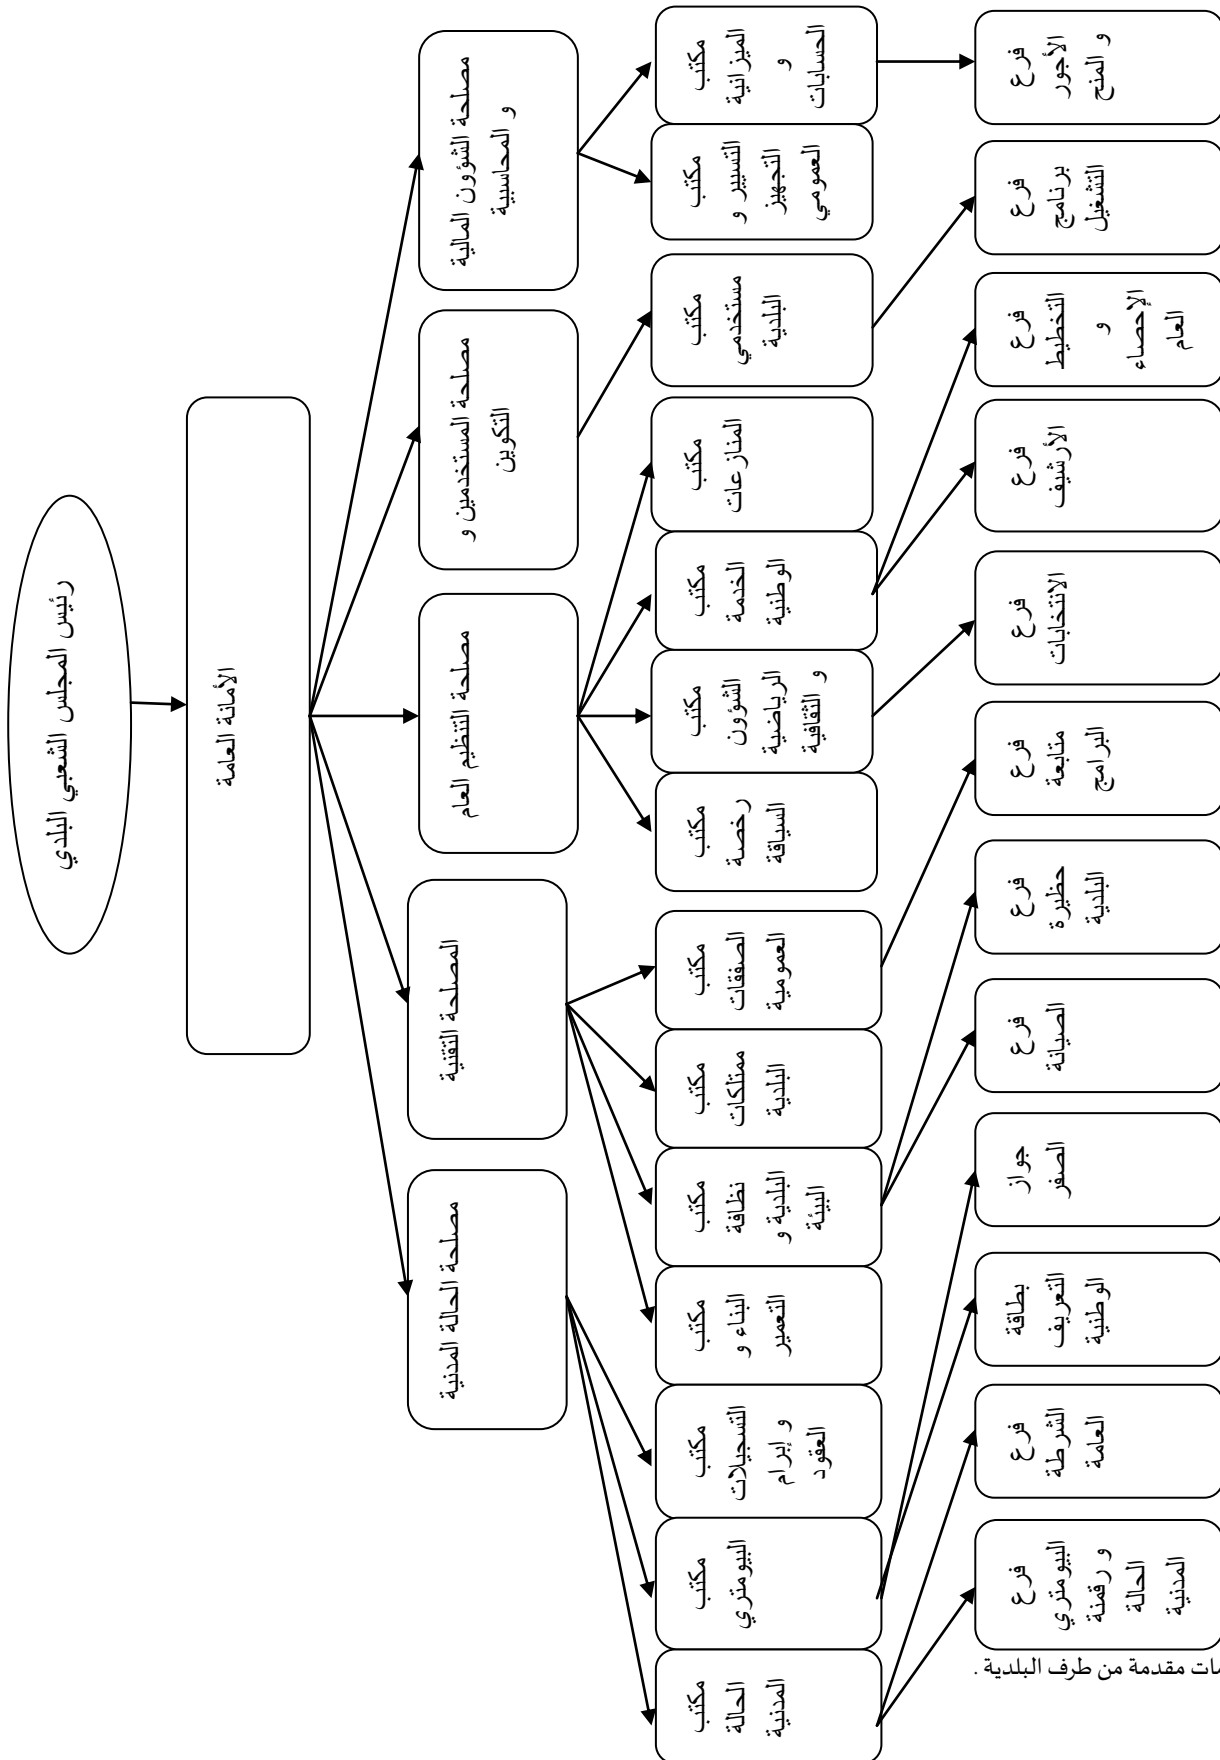 رئيس المجلس الشعبي البلدي
الأمانة العامة
مصلحة الشؤون المالية
و المحاسبية
مصلحة المستخدمين و
التكوين
مصلحة التنظيم العام
المصلحة التقنية
مصلحة الحالة المدنية
مكتب
الميزانية
و
الحسابات
مكتب
التسيير و
التجهيز
العمومي
مكتب
مستخدمي
البلدية
مكتب
المنازعات
مكتب
الخدمة
الوطنية
مكتب
الشؤون
الرياضية
و الثقافية
مكتب
رخصة
السياقة
مكتب
الصفقات
العمومية
مكتب
ممتلكات
البلدية
مكتب
نظافة
البلدية و
البيئة
مكتب
البناء و
التعمير
مكتب
التسجيلات
و إبرام
العقود
مكتب
البيومتري
مكتب
الحالة
المدنية
فرع
الأجور
و المنح
فرع
برنامج
التشغيل
فرع
التخطيط
و
الإحصاء
العام
فرع
الأرشيف
فرع
الانتخابات
فرع
متابعة
البرامج
فرع
حظيرة
البلدية
فرع
الصيانة
جواز
الصفر
بطاقة
التعريف
الوطنية
فرع
الشرطة
العامة
فرع
البيومتري
و رقمنة
الحالة
المدنية
مقدمة من طرف البلدية .